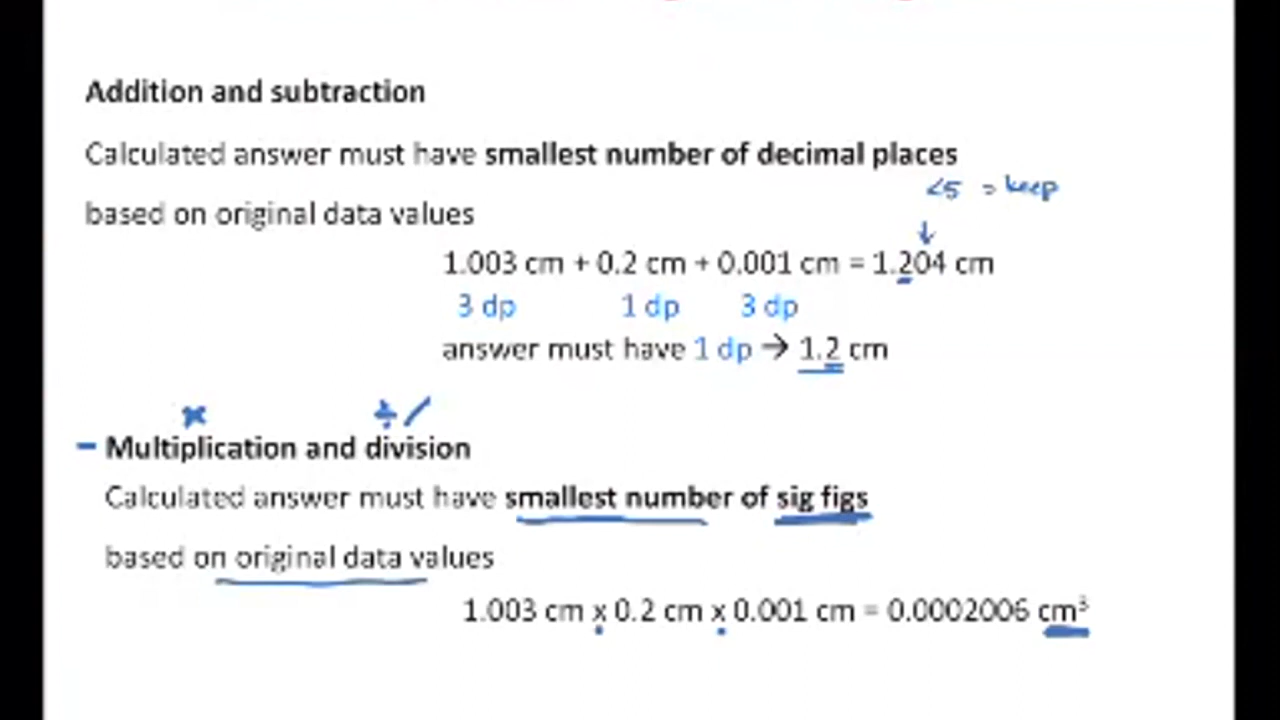 Addition and subtraction
Calculated answer must have smallest number of decimal places
<5 = keep
based on original data values
↓
1.003 cm + 0.2 cm + 0.001 cm = 1.204 cm
3 dp 1 dp 3 dp
answer must have 1 dp → 1.2 cm
× ÷ /
- Multiplication and division
Calculated answer must have smallest number of sig figs
based on original data values
1.003 cm x 0.2 cm x 0.001 cm = 0.0002006 cm³